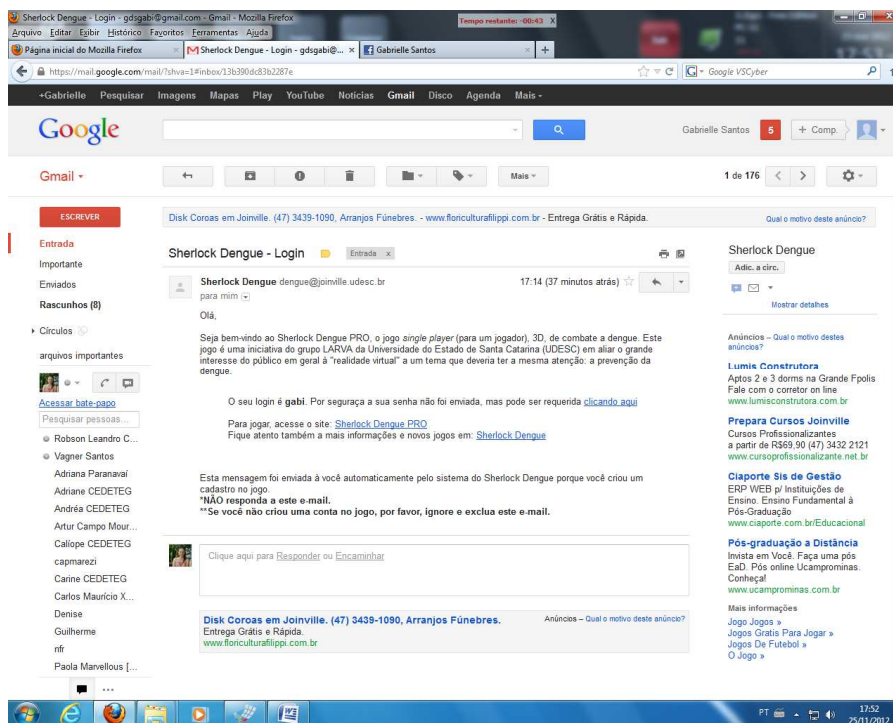 Sherlock Dengue - Login - gdsgabi@gmail.com - Gmail - Mozilla Firefox
Tempo restante: -00:43 X
Arquivo Editar Exibir Histórico Favoritos Ferramentas Ajuda
Página inicial do Mozilla Firefox × Sherlock Dengue - Login - gdsgabi@... × Gabrielle Santos × +
https://mail.google.com/mail/?shva=1#inbox/13b390dc83b2287e
Google VSCyber
+Gabrielle Pesquisar Imagens Mapas Play YouTube Notícias Gmail Disco Agenda Mais
Google
Gabrielle Santos 5 + Comp.
Gmail
Mais
1 de 176
ESCREVER
Disk Coroas em Joinville. (47) 3439-1090, Arranjos Fúnebres. - www.floriculturafilippi.com.br - Entrega Grátis e Rápida.
Qual o motivo deste anúncio?
Entrada
Importante
Enviados
Rascunhos (8)
Círculos
arquivos importantes
Acessar bate-papo
Pesquisar pessoas...
Robson Leandro C...
Vagner Santos
Adriana Paranavaí
Adriane CEDETEG
Andréa CEDETEG
Artur Campo Mour...
Calíope CEDETEG
capmarezi
Carine CEDETEG
Carlos Maurício X...
Denise
Guilherme
nfr
Paola Marvellous [...
Sherlock Dengue - Login
Entrada x
Sherlock Dengue dengue@joinville.udesc.br
17:14 (37 minutos atrás)
para mim
Olá,
Seja bem-vindo ao Sherlock Dengue PRO, o jogo single player (para um jogador), 3D, de combate a dengue. Este
jogo é uma iniciativa do grupo LARVA da Universidade do Estado de Santa Catarina (UDESC) em aliar o grande
interesse do público em geral à "realidade virtual" a um tema que deveria ter a mesma atenção: a prevenção da
dengue.
O seu login é gabi. Por seguraça a sua senha não foi enviada, mas pode ser requerida clicando aqui
Para jogar, acesse o site: Sherlock Dengue PRO
Fique atento também a mais informações e novos jogos em: Sherlock Dengue
Esta mensagem foi enviada à você automaticamente pelo sistema do Sherlock Dengue porque você criou um
cadastro no jogo.
*NÃO responda a este e-mail.
**Se você não criou uma conta no jogo, por favor, ignore e exclua este e-mail.
Clique aqui para Responder ou Encaminhar
Disk Coroas em Joinville. (47) 3439-1090, Arranjos Fúnebres.
Anúncios – Qual o motivo deste anúncio?
Entrega Grátis e Rápida.
www.floriculturafilippi.com.br
Sherlock Dengue
Adic. a circ.
Mostrar detalhes
Anúncios – Qual o motivo destes
anúncios?
Lumis Construtora
Aptos 2 e 3 dorms na Grande Fpolis
Fale com o corretor on line
www.lumisconstrutora.com.br
Prepara Cursos Joinville
Cursos Profissionalizantes
a partir de R$69,90 (47) 3432 2121
www.cursoprofissionalizante.net.br
Ciaporte Sis de Gestão
ERP WEB p/ Instituições de
Ensino. Ensino Fundamental à
Pós-Graduação
www.ciaporte.com.br/Educacional
Pós-graduação a Distância
Invista em Você. Faça uma pós
EaD. Pós online Ucamprominas.
Conheça!
www.ucamprominas.com.br
Mais informações
Jogo Jogos »
Jogos Gratis Para Jogar »
Jogos De Futebol »
O Jogo »
PT
17:52
25/11/2012